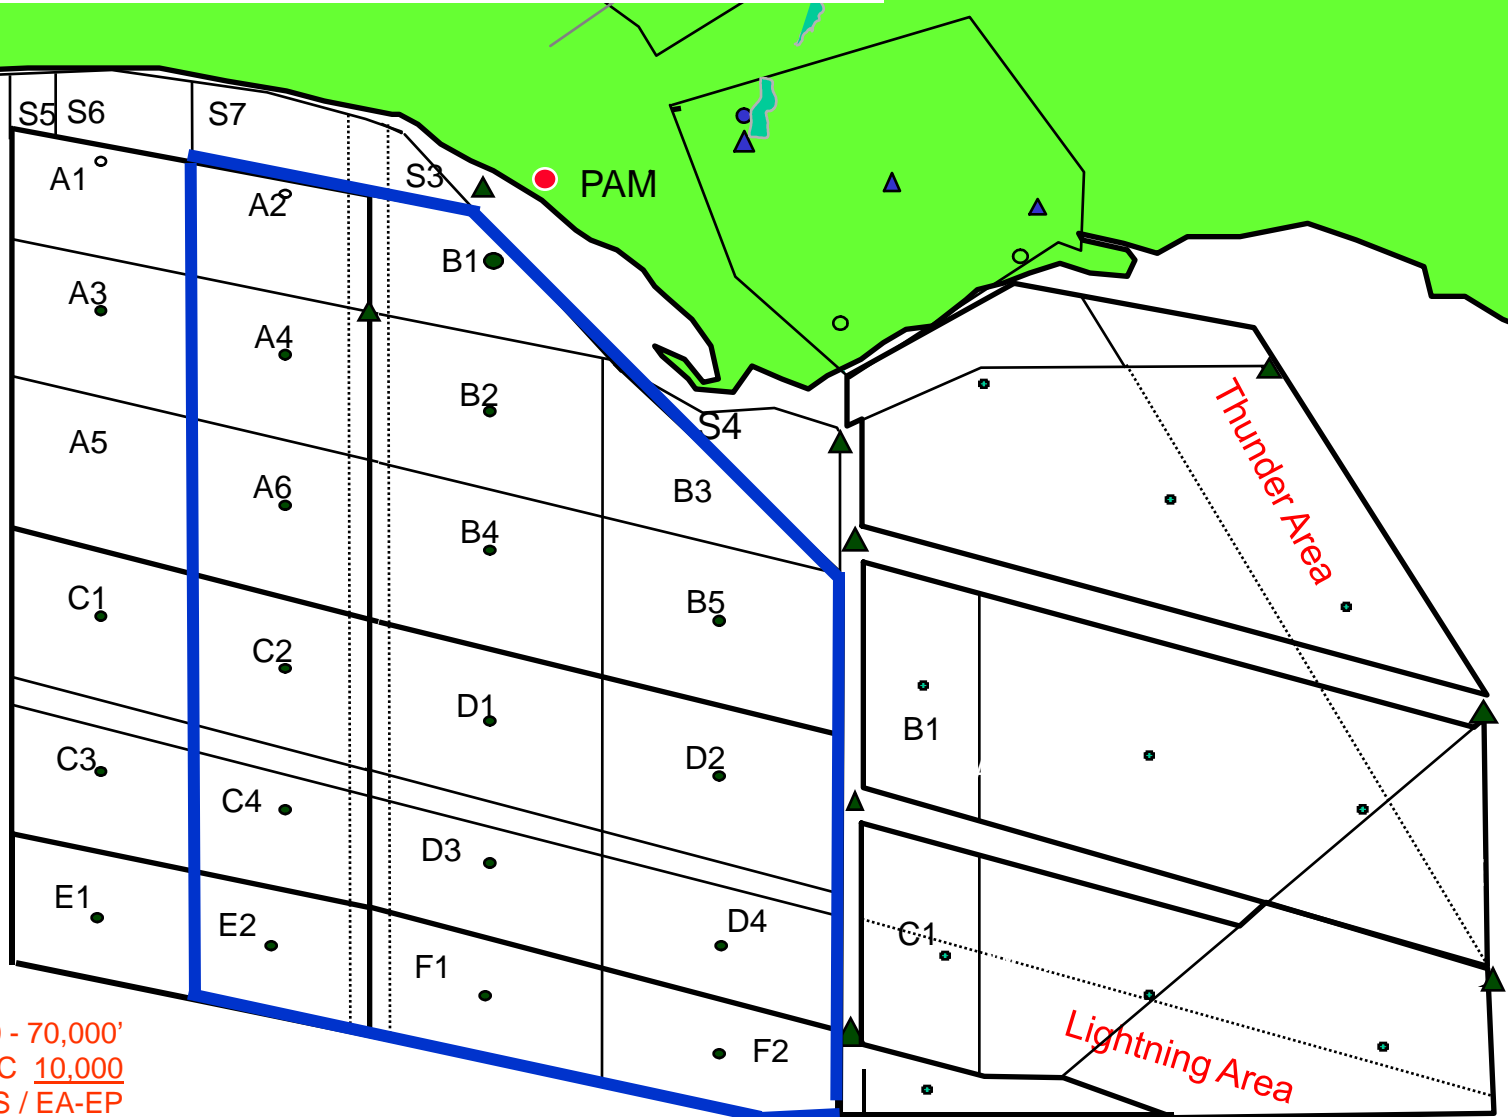 S5 S6 S7
S3
PAM
A1
A2
B1
A3
A4
B2
S4
A5
A6
B3
B4
C1
B5
C2
D1
B1
C3
D2
C4
D3
E1
E2
D4
C1
F1
F2
Thunder Area
Lightning Area
- 70,000’
C 10,000
S / EA-EP